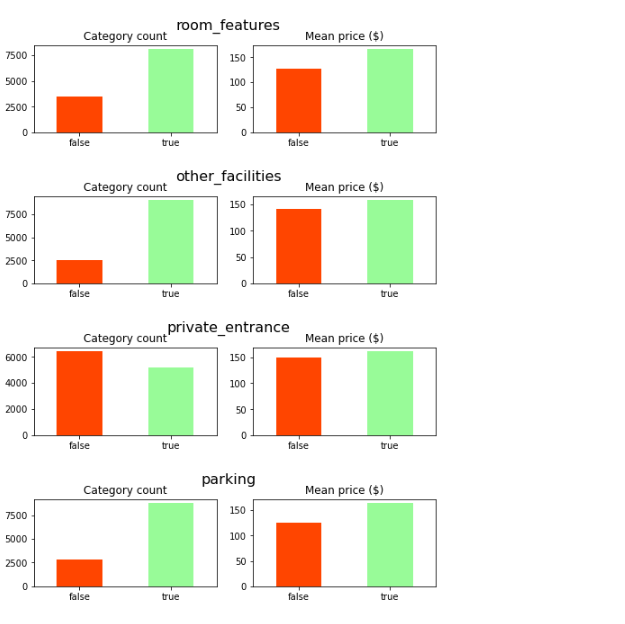 room_features
Category count
Mean price ($)
7500
5000
2500
0
false
true
150
100
50
0
false
true
other_facilities
Category count
Mean price ($)
7500
5000
2500
0
false
true
150
100
50
0
false
true
private_entrance
Category count
Mean price ($)
6000
4000
2000
0
false
true
150
100
50
0
false
true
parking
Category count
Mean price ($)
7500
5000
2500
0
false
true
150
100
50
0
false
true